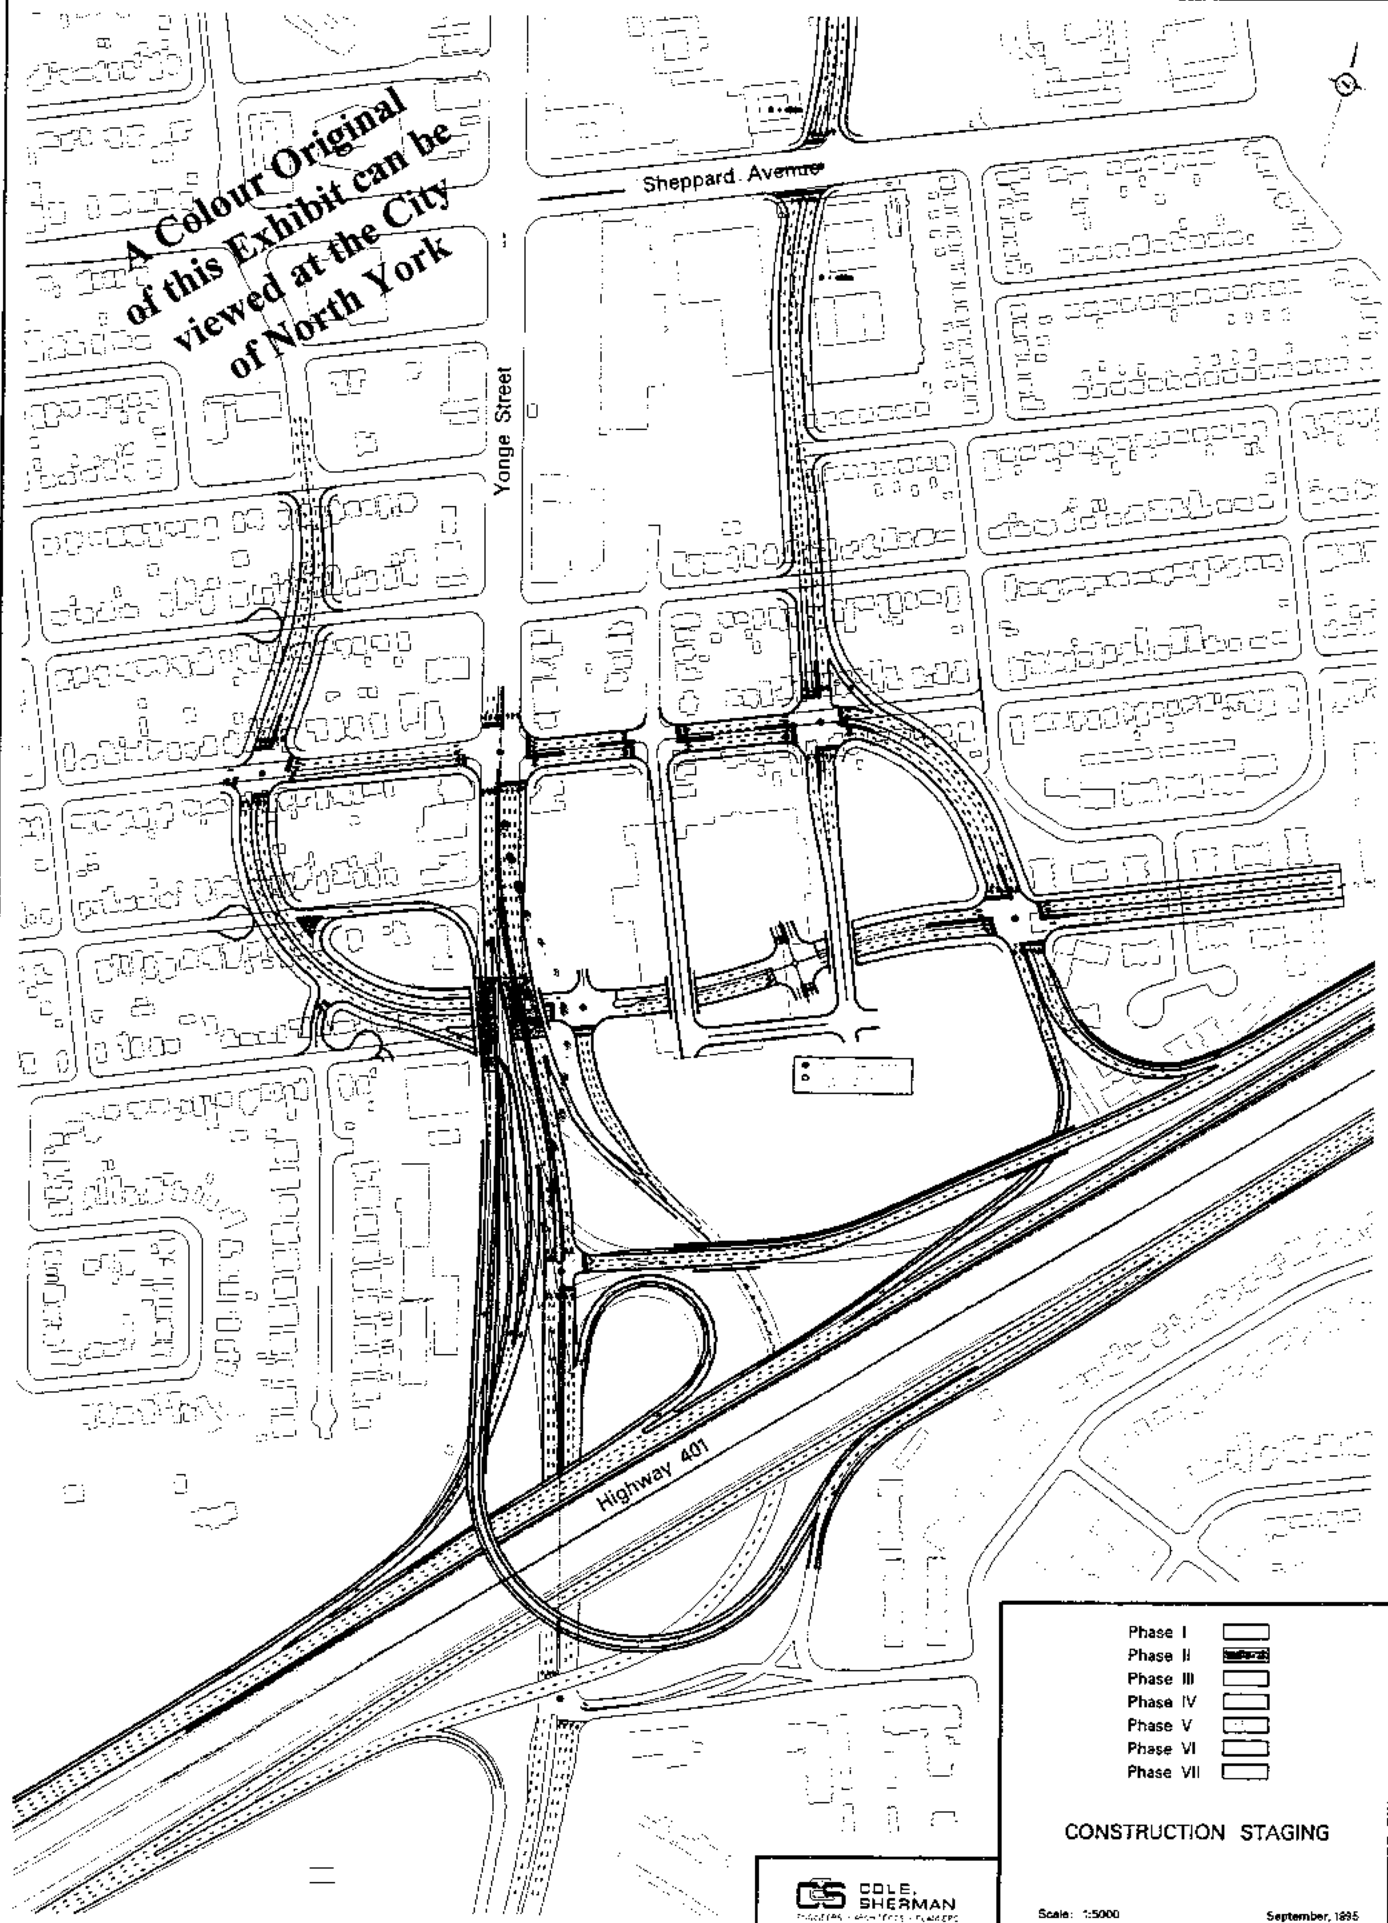 A Colour Original
of this Exhibit can be
viewed at the City
of North York
Sheppard Avenue
Yonge Street
Highway 401
Phase I
Phase II
Phase III
Phase IV
Phase V
Phase VI
Phase VII
CONSTRUCTION STAGING
COLE,
SHERMAN
Scale: 1:5000
September, 1995